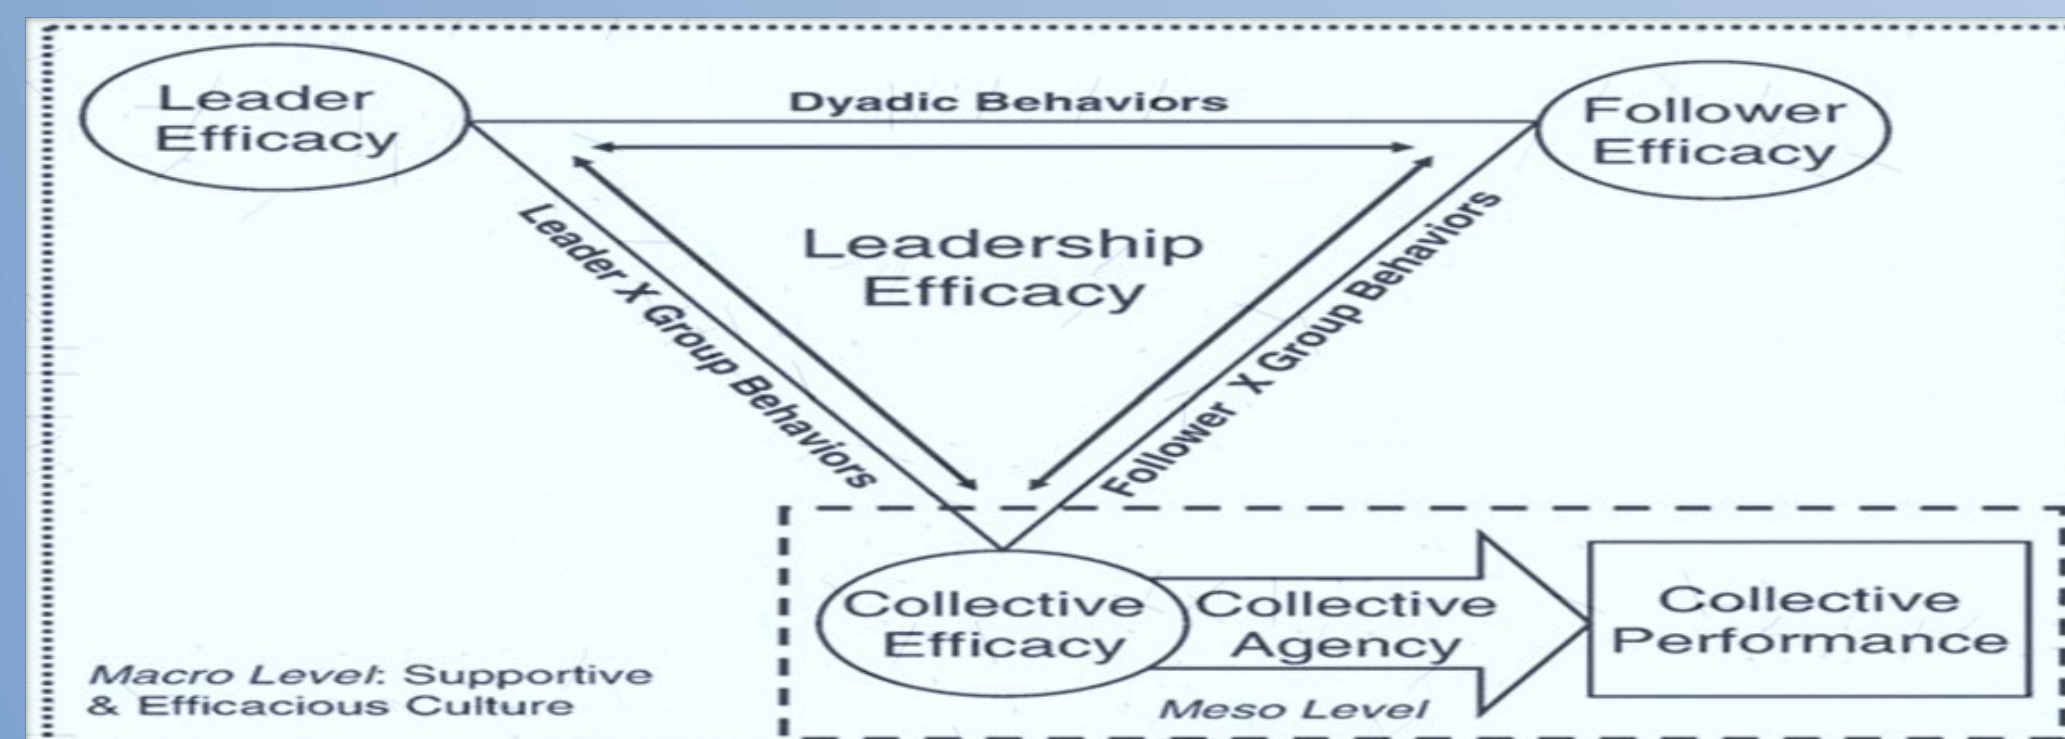 Leader
Efficacy
Dyadic Behaviors
Follower
Efficacy
Leader X Group Behaviors
Leadership
Efficacy
Follower X Group Behaviors
Collective
Efficacy
Collective
Agency
Collective
Performance
Macro Level: Supportive
& Efficacious Culture
Meso Level